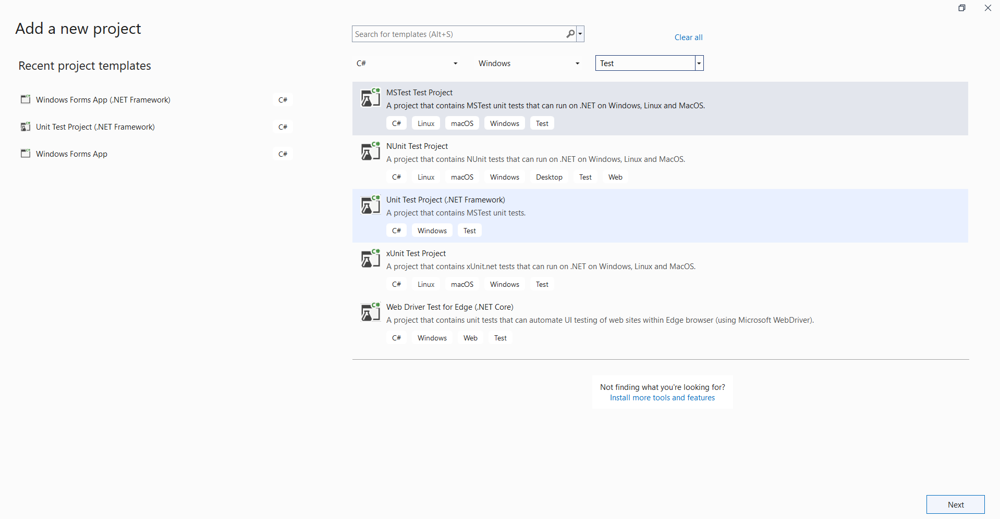 Add a new project
Recent project templates
Windows Forms App (.NET Framework) C#
Unit Test Project (.NET Framework) C#
Windows Forms App C#
Search for templates (Alt+S)
Clear all
C# Windows Test
C#
MSTest Test Project
A project that contains MSTest unit tests that can run on .NET on Windows, Linux and MacOS.
C# Linux macOS Windows Test
C#
NUnit Test Project
A project that contains NUnit tests that can run on .NET on Windows, Linux and MacOS.
C# Linux macOS Windows Desktop Test Web
C#
Unit Test Project (.NET Framework)
A project that contains MSTest unit tests.
C# Windows Test
C#
xUnit Test Project
A project that contains xUnit.net tests that can run on .NET on Windows, Linux and MacOS.
C# Linux macOS Windows Test
C#
Web Driver Test for Edge (.NET Core)
A project that contains unit tests that can automate UI testing of web sites within Edge browser (using Microsoft WebDriver).
C# Windows Web Test
Not finding what you're looking for?
Install more tools and features
Next